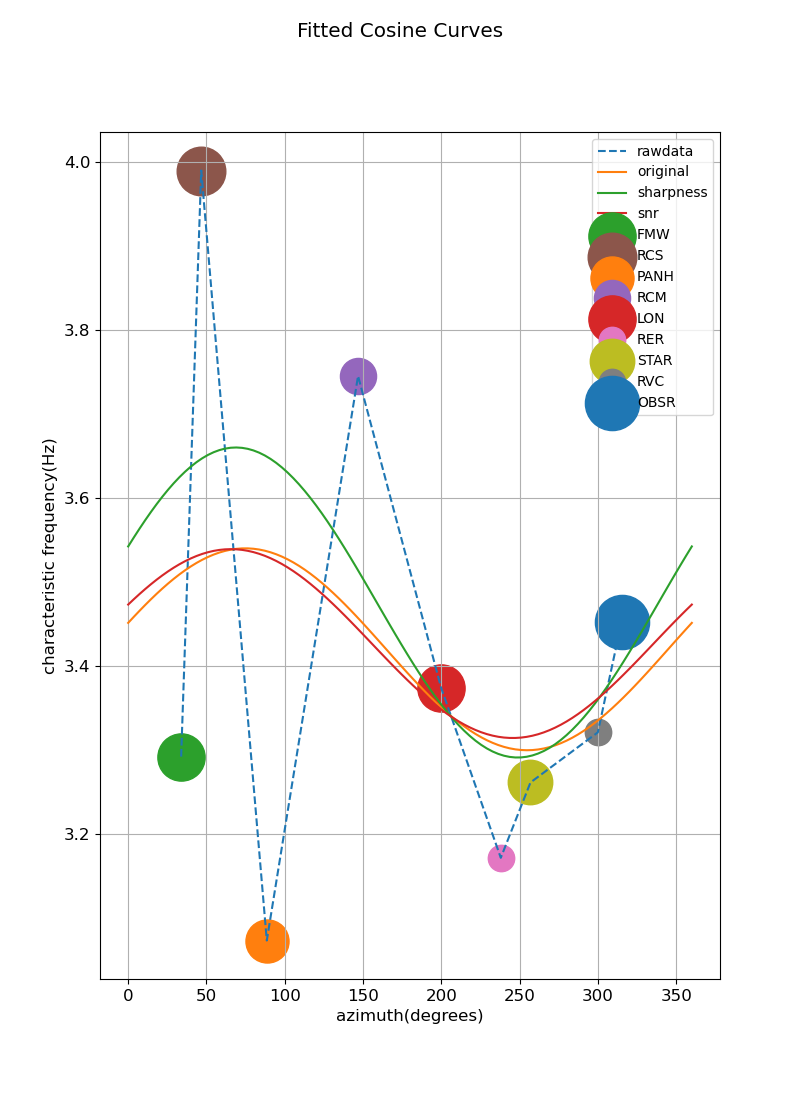 Fitted Cosine Curves
4.0
3.8
3.6
3.4
3.2
characteristic frequency(Hz)
0 50 100 150 200 250 300 350
azimuth(degrees)
rawdata
original
sharpness
snr
FMW
RCS
PANH
RCM
LON
RER
STAR
RVC
OBSR